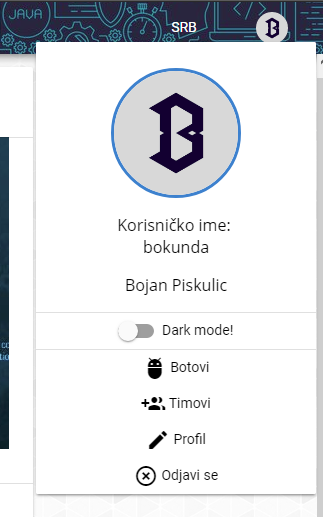 JAVA
SRB
B
Korisničko ime:
bokunda
Bojan Piskulic
Dark mode!
Botovi
Timovi
Profil
Odjavi se